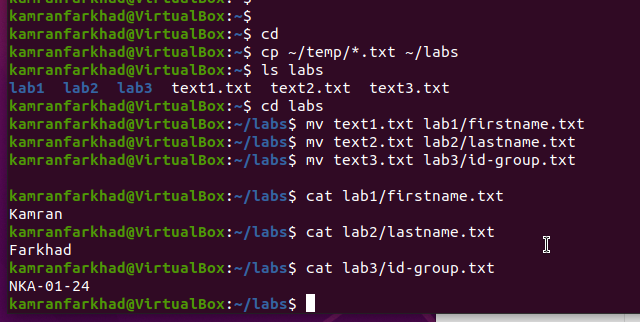 kamranfarkhad@VirtualBox:~$
kamranfarkhad@VirtualBox:~$
kamranfarkhad@VirtualBox:~$ cd
kamranfarkhad@VirtualBox:~$ cp ~/temp/*.txt ~/labs
kamranfarkhad@VirtualBox:~$ ls labs
lab1  lab2  lab3  text1.txt  text2.txt  text3.txt
kamranfarkhad@VirtualBox:~$ cd labs
kamranfarkhad@VirtualBox:~/labs$ mv text1.txt lab1/firstname.txt
kamranfarkhad@VirtualBox:~/labs$ mv text2.txt lab2/lastname.txt
kamranfarkhad@VirtualBox:~/labs$ mv text3.txt lab3/id-group.txt
kamranfarkhad@VirtualBox:~/labs$ cat lab1/firstname.txt
Kamran
kamranfarkhad@VirtualBox:~/labs$ cat lab2/lastname.txt
Farkhad
kamranfarkhad@VirtualBox:~/labs$ cat lab3/id-group.txt
NKA-01-24
kamranfarkhad@VirtualBox:~/labs$